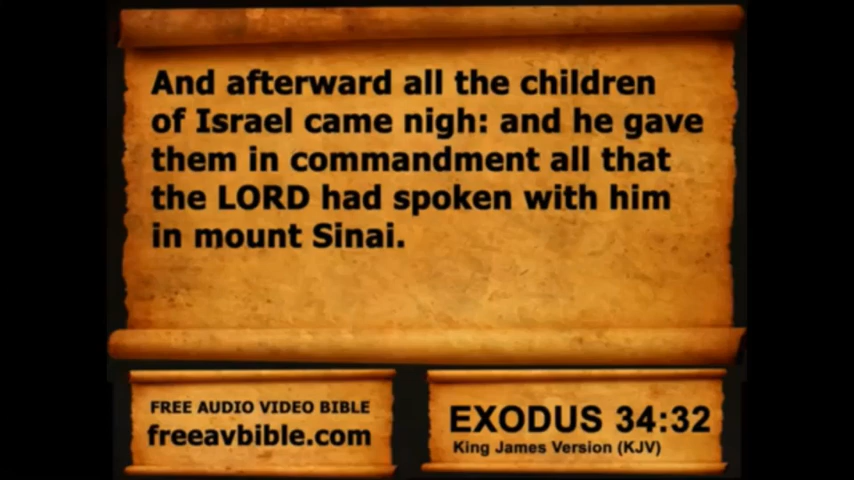 And afterward all the children
of Israel came nigh: and he gave
them in commandment all that
the LORD had spoken with him
in mount Sinai.
FREE AUDIO VIDEO BIBLE
freeavbible.com
EXODUS 34:32
King James Version (KJV)